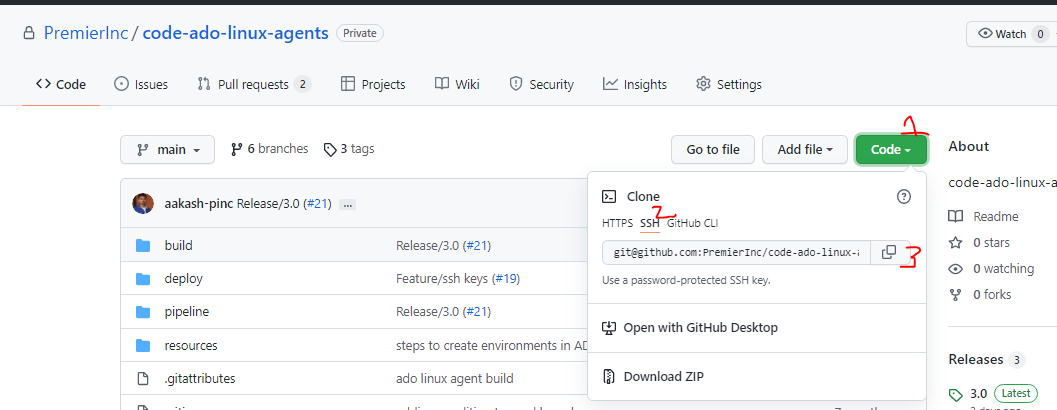 PremierInc / code-ado-linux-agents Private
Watch 0
Code Issues Pull requests 2 Projects Wiki Security Insights Settings
1
main 6 branches 3 tags Go to file Add file Code About
aakash-pinc Release/3.0 (#21) ... Clone code-ado-linux-a
2
HTTPS SSH GitHub CLI Readme
build Release/3.0 (#21) git@github.com:PremierInc/code-ado-linux-a 3 0 stars
deploy Feature/ssh keys (#19) Use a password-protected SSH key. 0 watching
0 forks
pipeline Release/3.0 (#21) Open with GitHub Desktop
resources steps to create environments in AD Releases 3
.gitattributes ado linux agent build Download ZIP
3.0 Latest